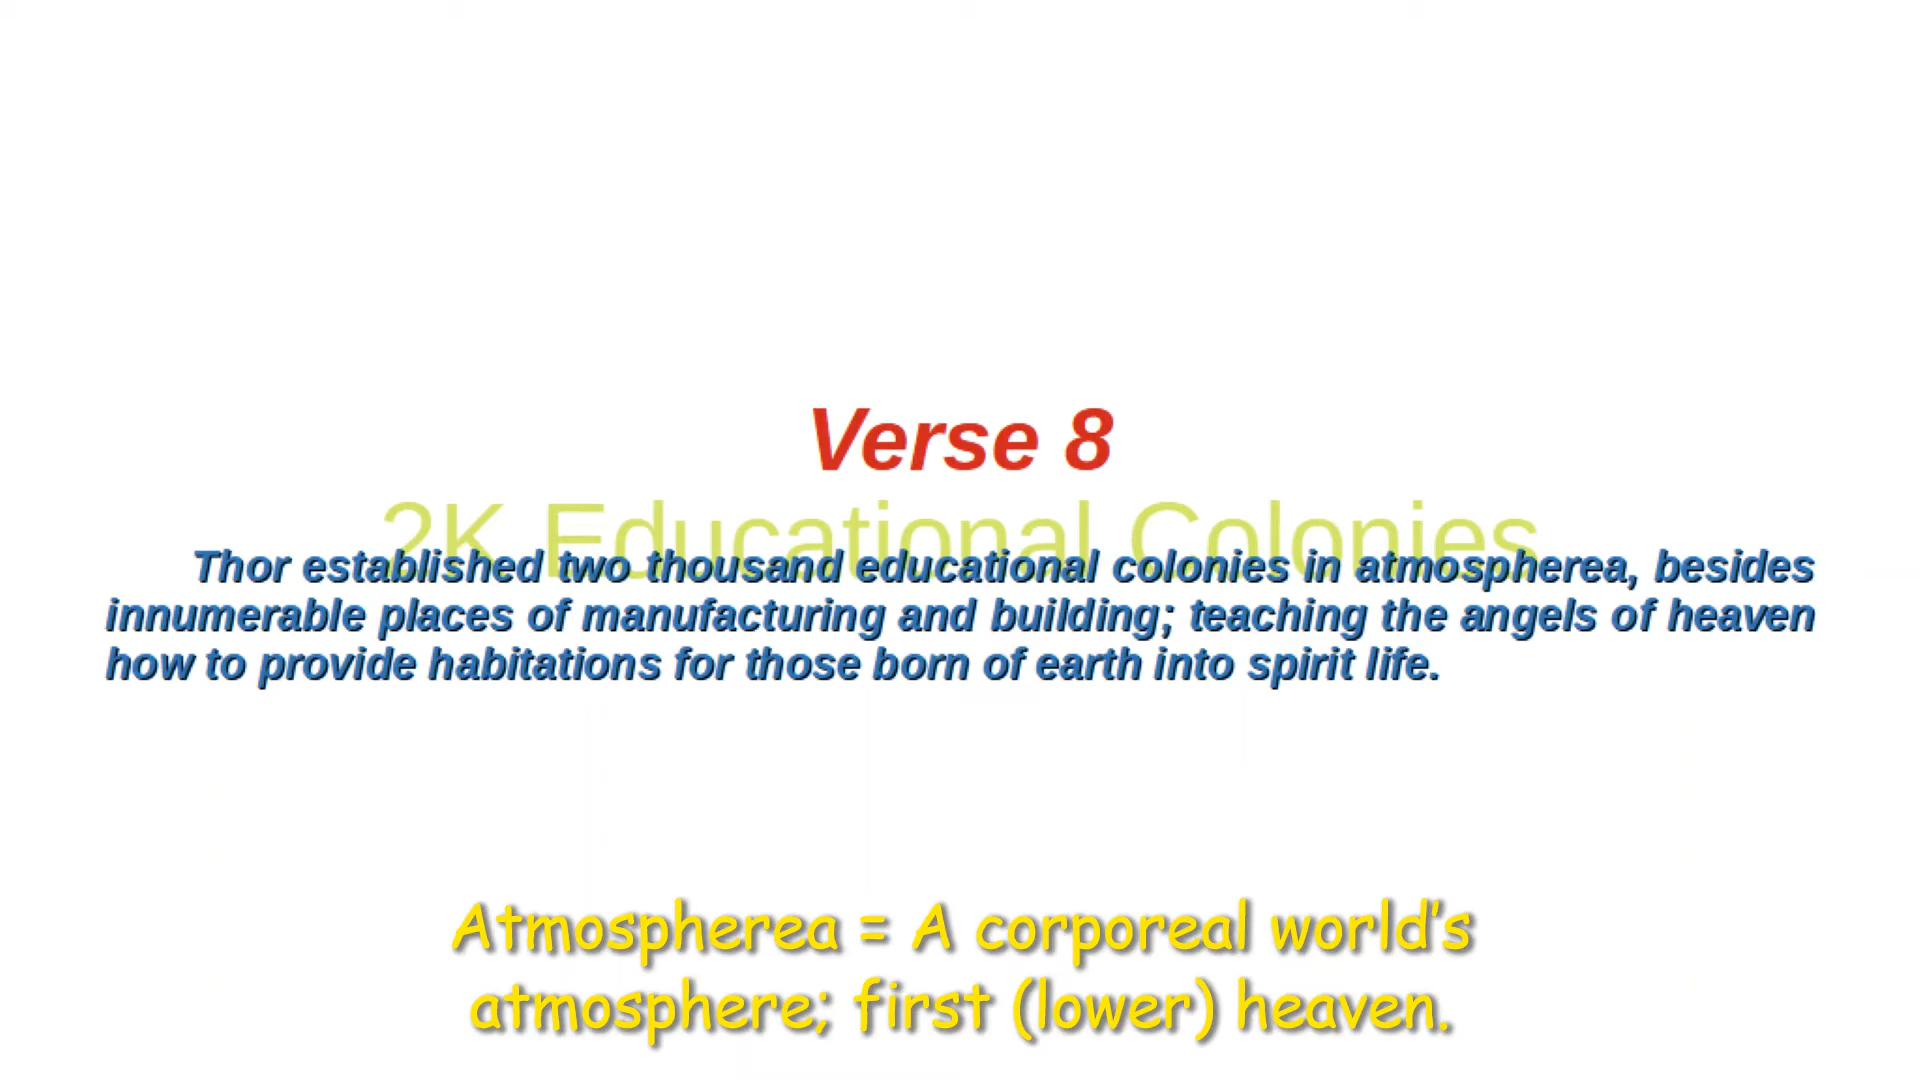 Verse 8
2K Educational Colonies
Thor established two thousand educational colonies in atmospherea, besides
innumerable places of manufacturing and building; teaching the angels of heaven
how to provide habitations for those born of earth into spirit life.
Atmospherea = A corporeal world's
atmosphere; first (lower) heaven.